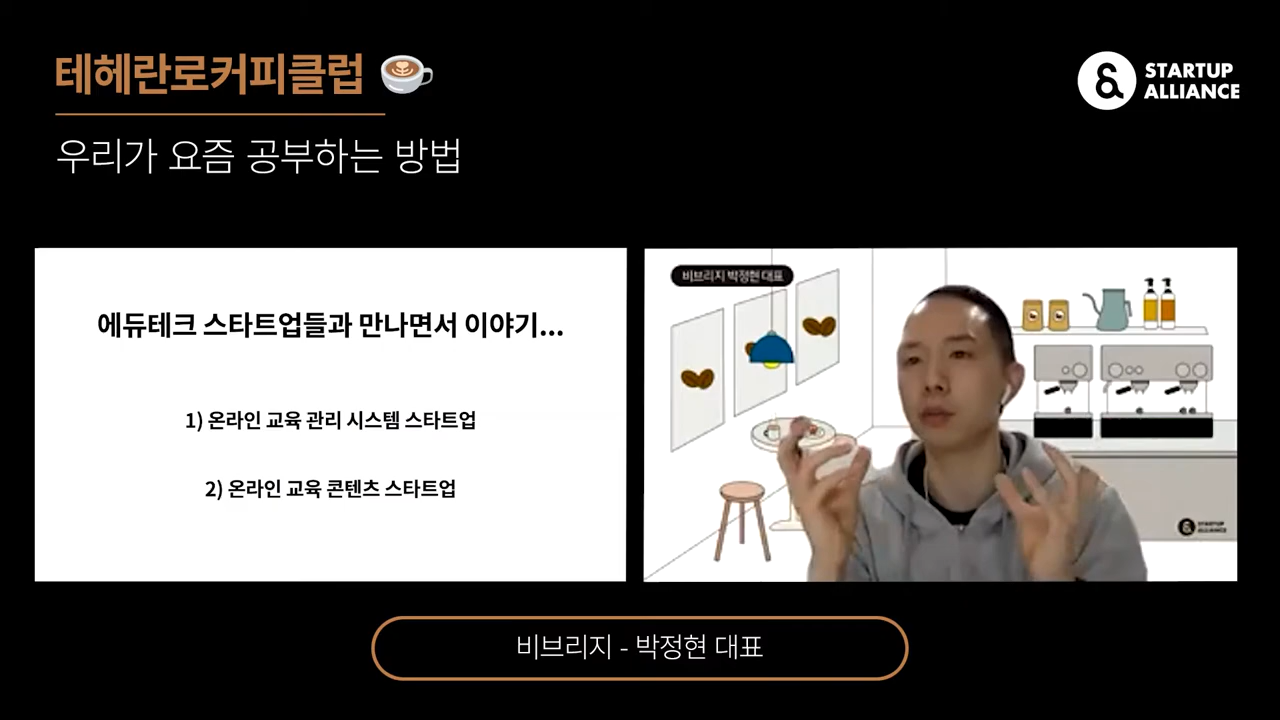 테헤란로커피클럽
STARTUP
ALLIANCE
우리가 요즘 공부하는 방법
에듀테크 스타트업들과 만나면서 이야기...
1) 온라인 교육 관리 시스템 스타트업
2) 온라인 교육 콘텐츠 스타트업
비브리지 박정현 대표
STARTUP
ALLIANCE
비브리지 - 박정현 대표